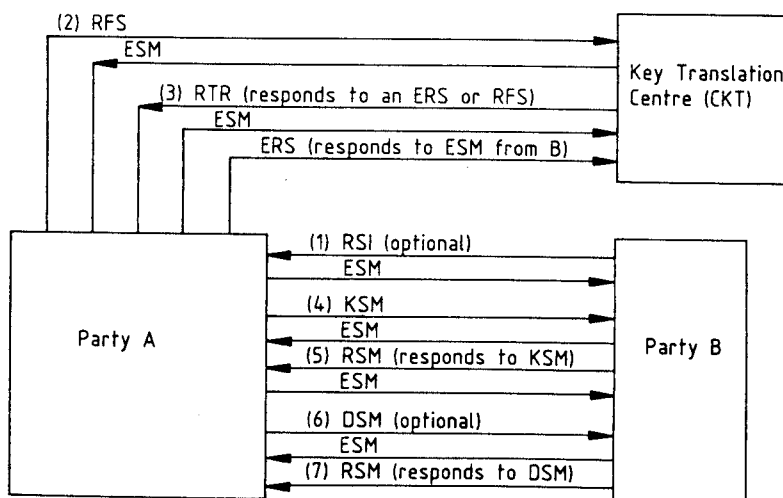 (2) RFS
ESM
(3) RTR (responds to an ERS or RFS)
ESM
ERS (responds to ESM from B)
Key Translation
Centre (CKT)
(1) RSI (optional)
ESM
(4) KSM
ESM
(5) RSM (responds to KSM)
ESM
(6) DSM (optional)
ESM
(7) RSM (responds to DSM)
Party A
Party B